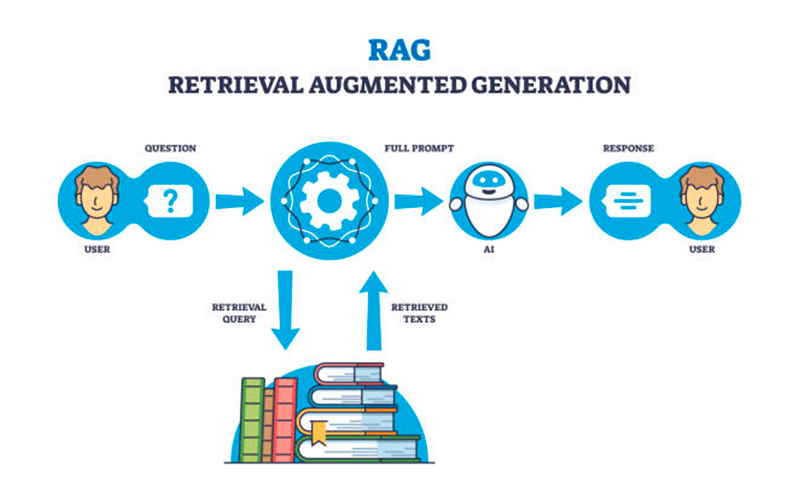 RAG
RETRIEVAL AUGMENTED GENERATION
QUESTION
FULL PROMPT
RESPONSE
?
USER
AI
USER
RETRIEVAL
QUERY
RETRIEVED
TEXTS